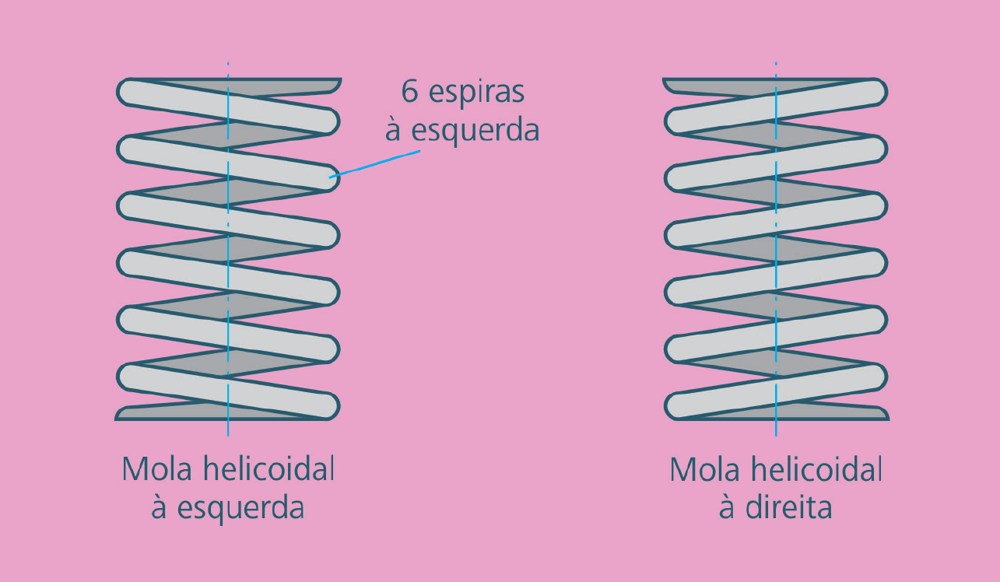 6 espiras
à esquerda
Mola helicoidal
à esquerda
Mola helicoidal
à direita